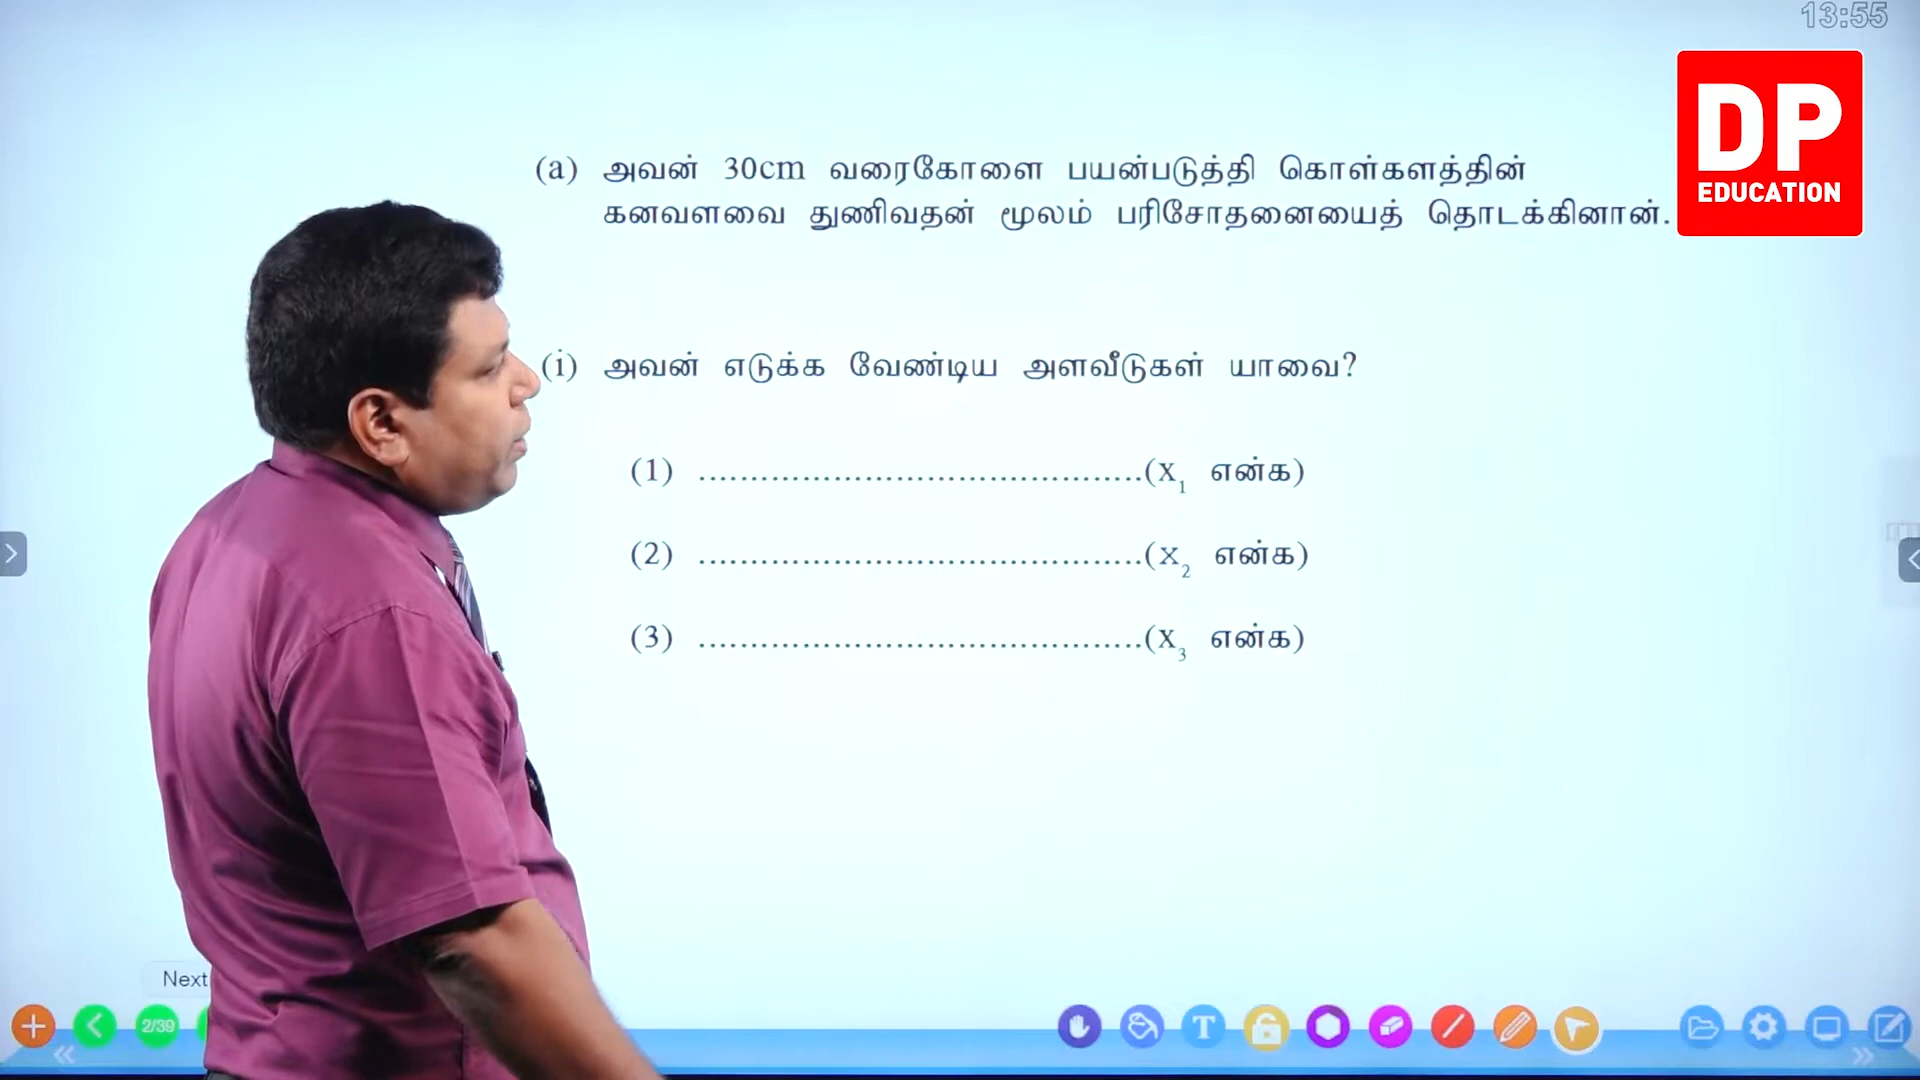 13:55
DP
EDUCATION
(a) அவன் 30cm வரைகோளை பயன்படுத்தி கொள்களத்தின்
கனவளவை துணிவதன் மூலம் பரிசோதனையைத் தொடக்கினான்.
(i) அவன் எடுக்க வேண்டிய அளவீடுகள் யாவை?
(1) ...........................................(x₁ என்க)
(2) ...........................................(x₂ என்க)
(3) ...........................................(x₃ என்க)
Next
2/39
T